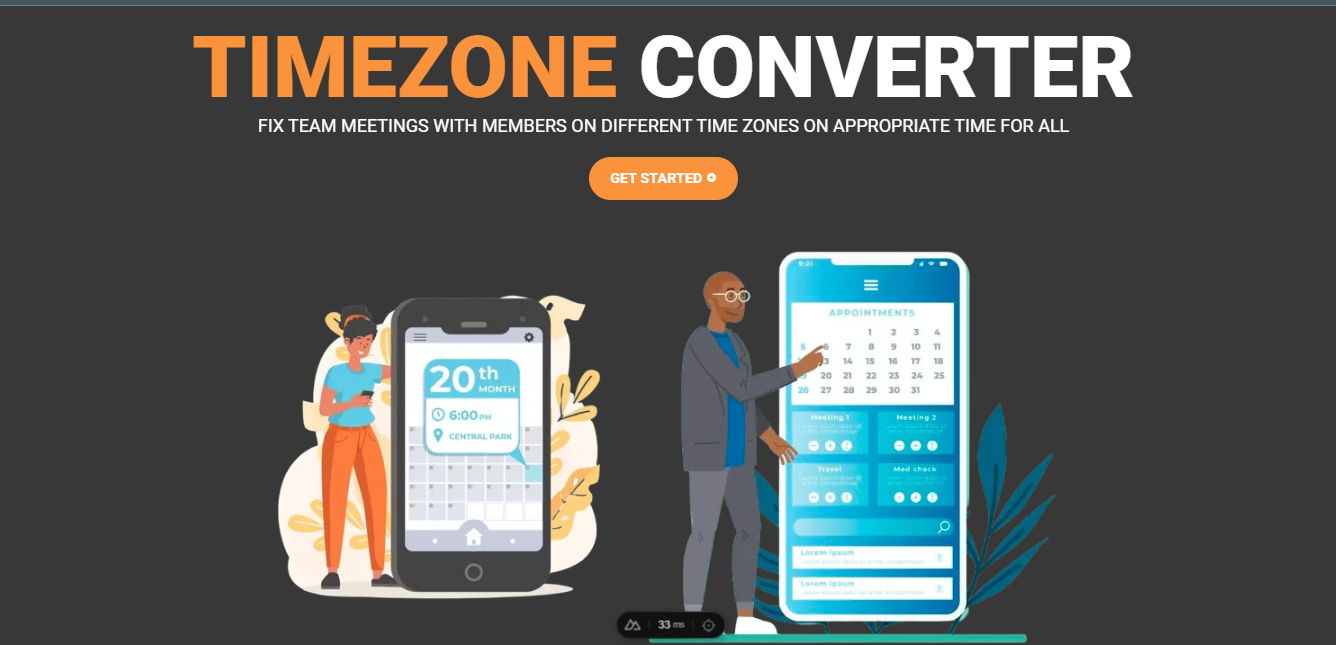 TIMEZONE CONVERTER
FIX TEAM MEETINGS WITH MEMBERS ON DIFFERENT TIME ZONES ON APPROPRIATE TIME FOR ALL
GET STARTED
20th
MONTH
6:00 PM
CENTRAL PARK
9:21
APPOINTMENTS
1 2 3 4
5 6 7 8 9 10 11
14 15 16 17 18
20 21 22 23 24 25
26 27 28 29 30 31
Meeting 1
Meeting 2
Travel
Med check
Lorem Ipsum
Lorem Ipsum
33 ms